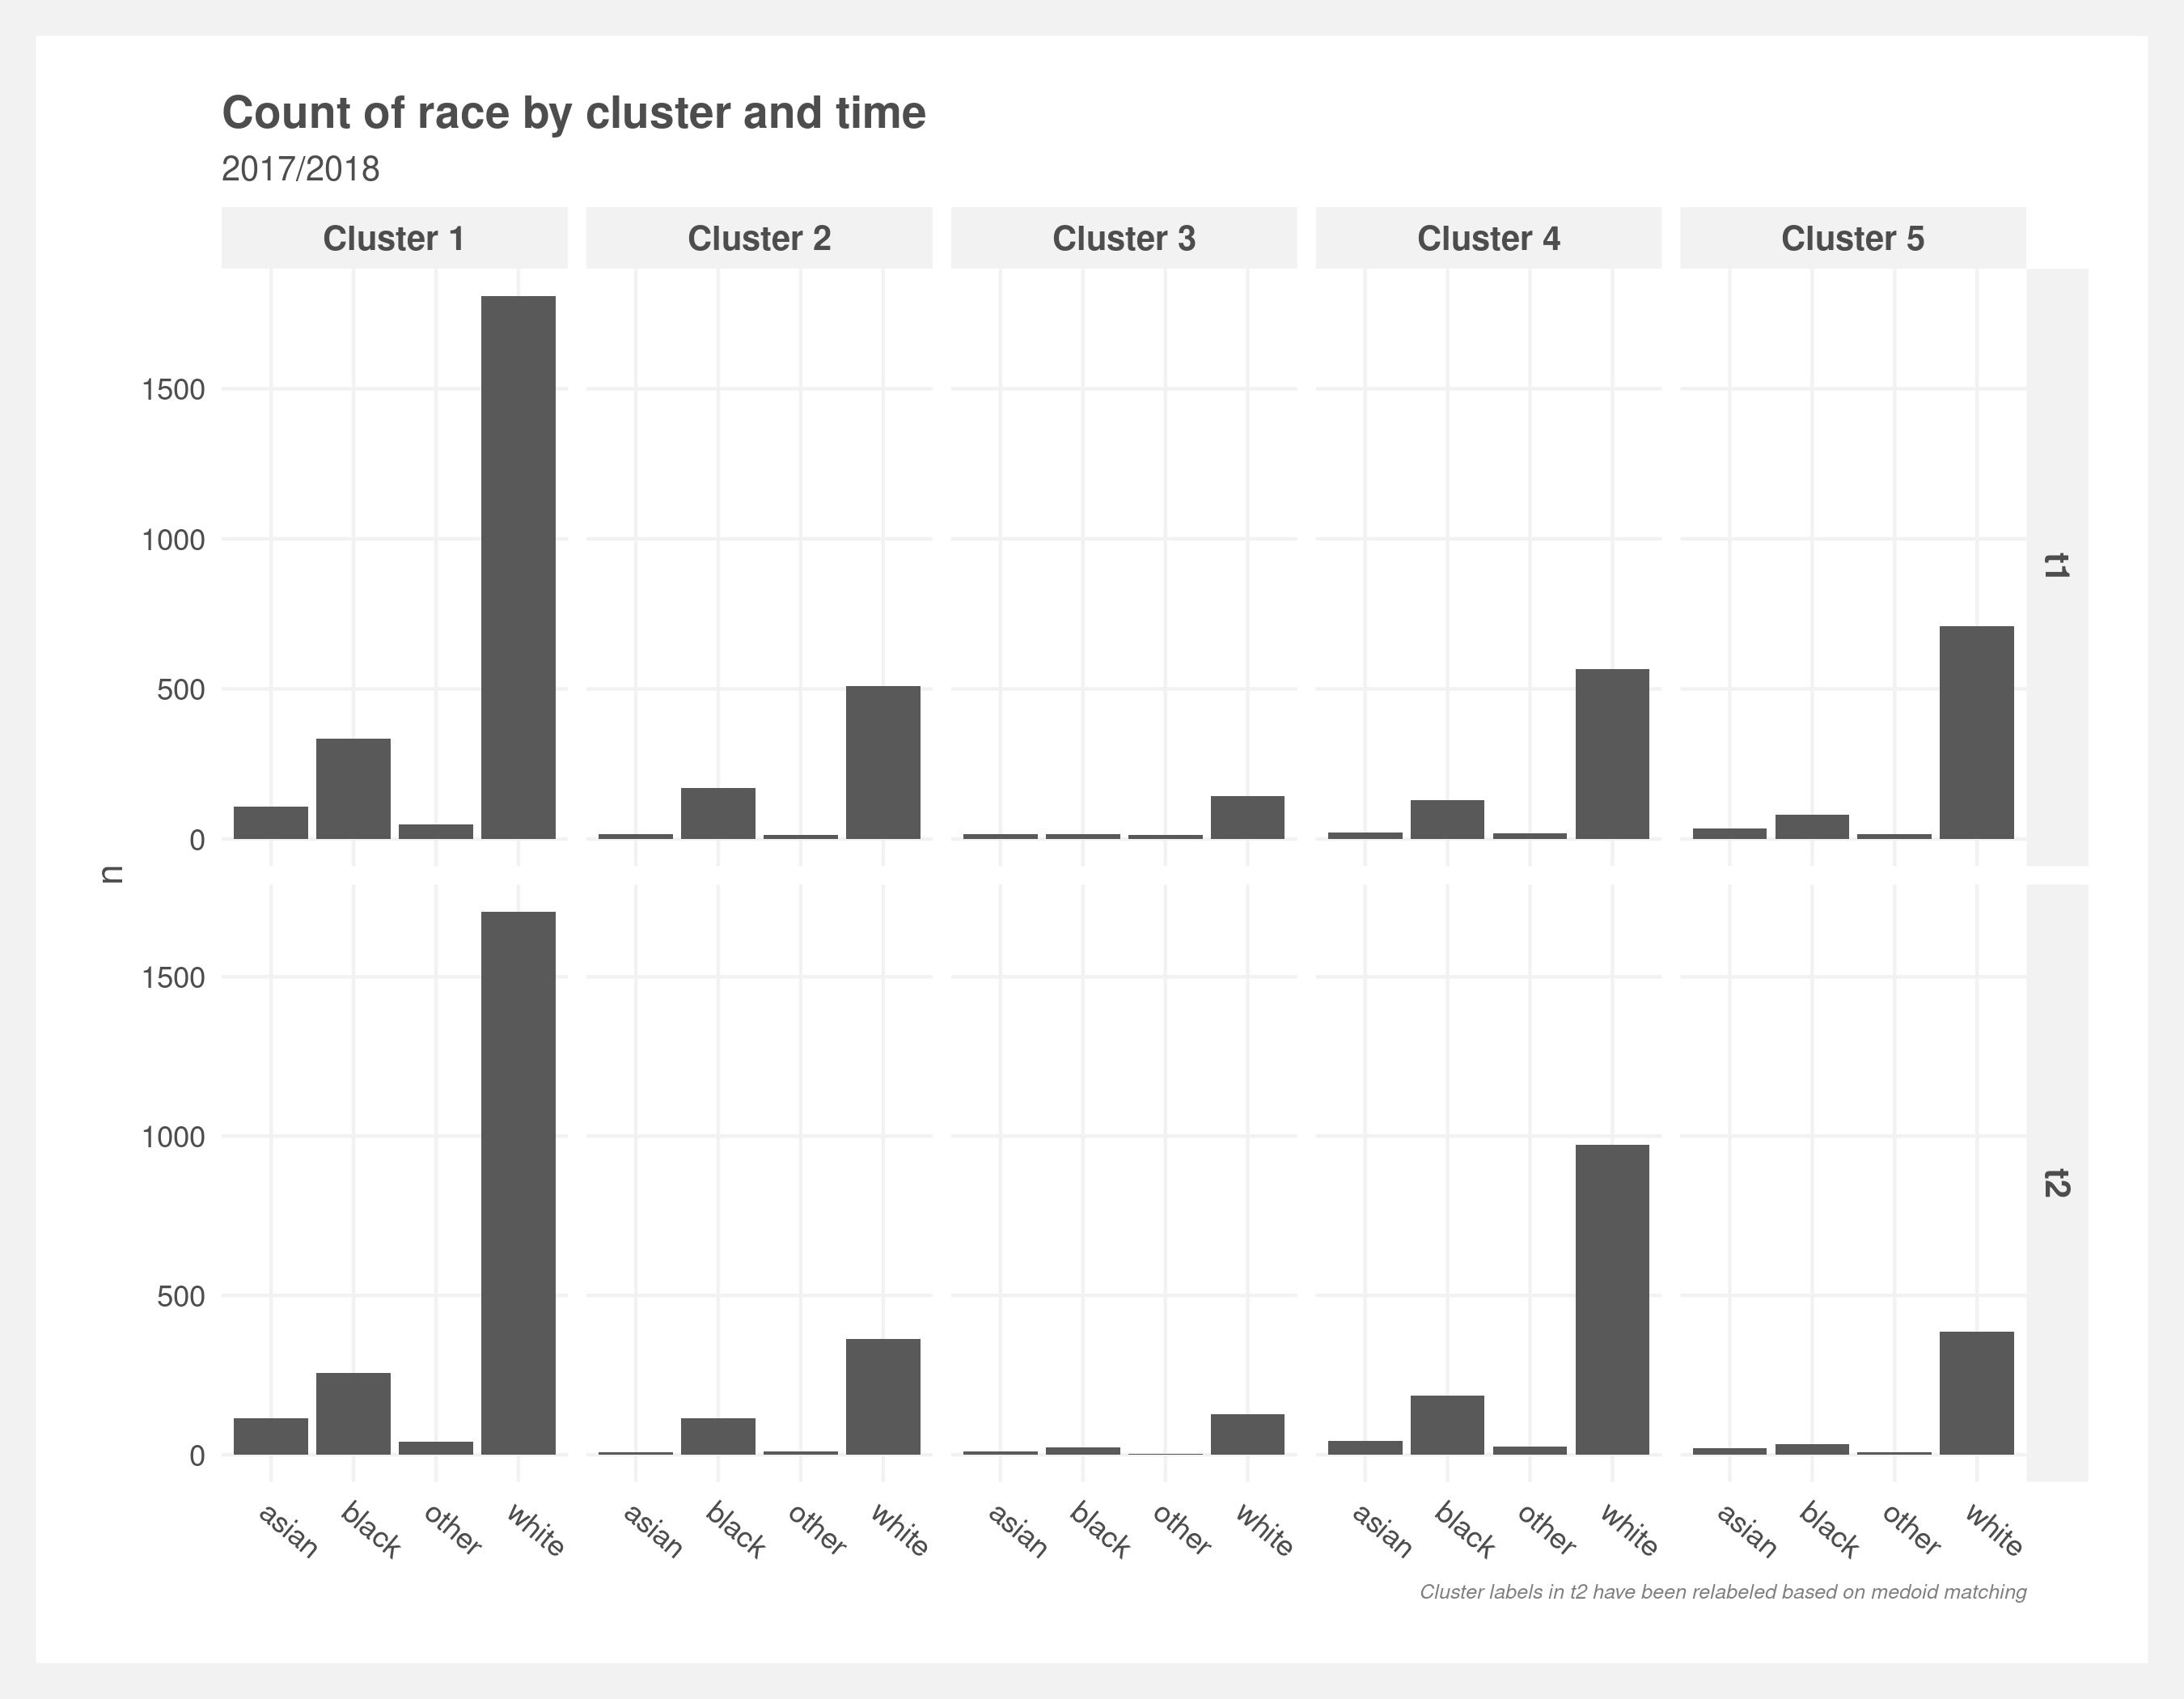 Count of race by cluster and time
2017/2018
Cluster 1 Cluster 2 Cluster 3 Cluster 4 Cluster 5
1500
1000
500
0
t1
n
1500
1000
500
0
t2
asian black other white asian black other white asian black other white asian black other white asian black other white
Cluster labels in t2 have been relabeled based on medoid matching